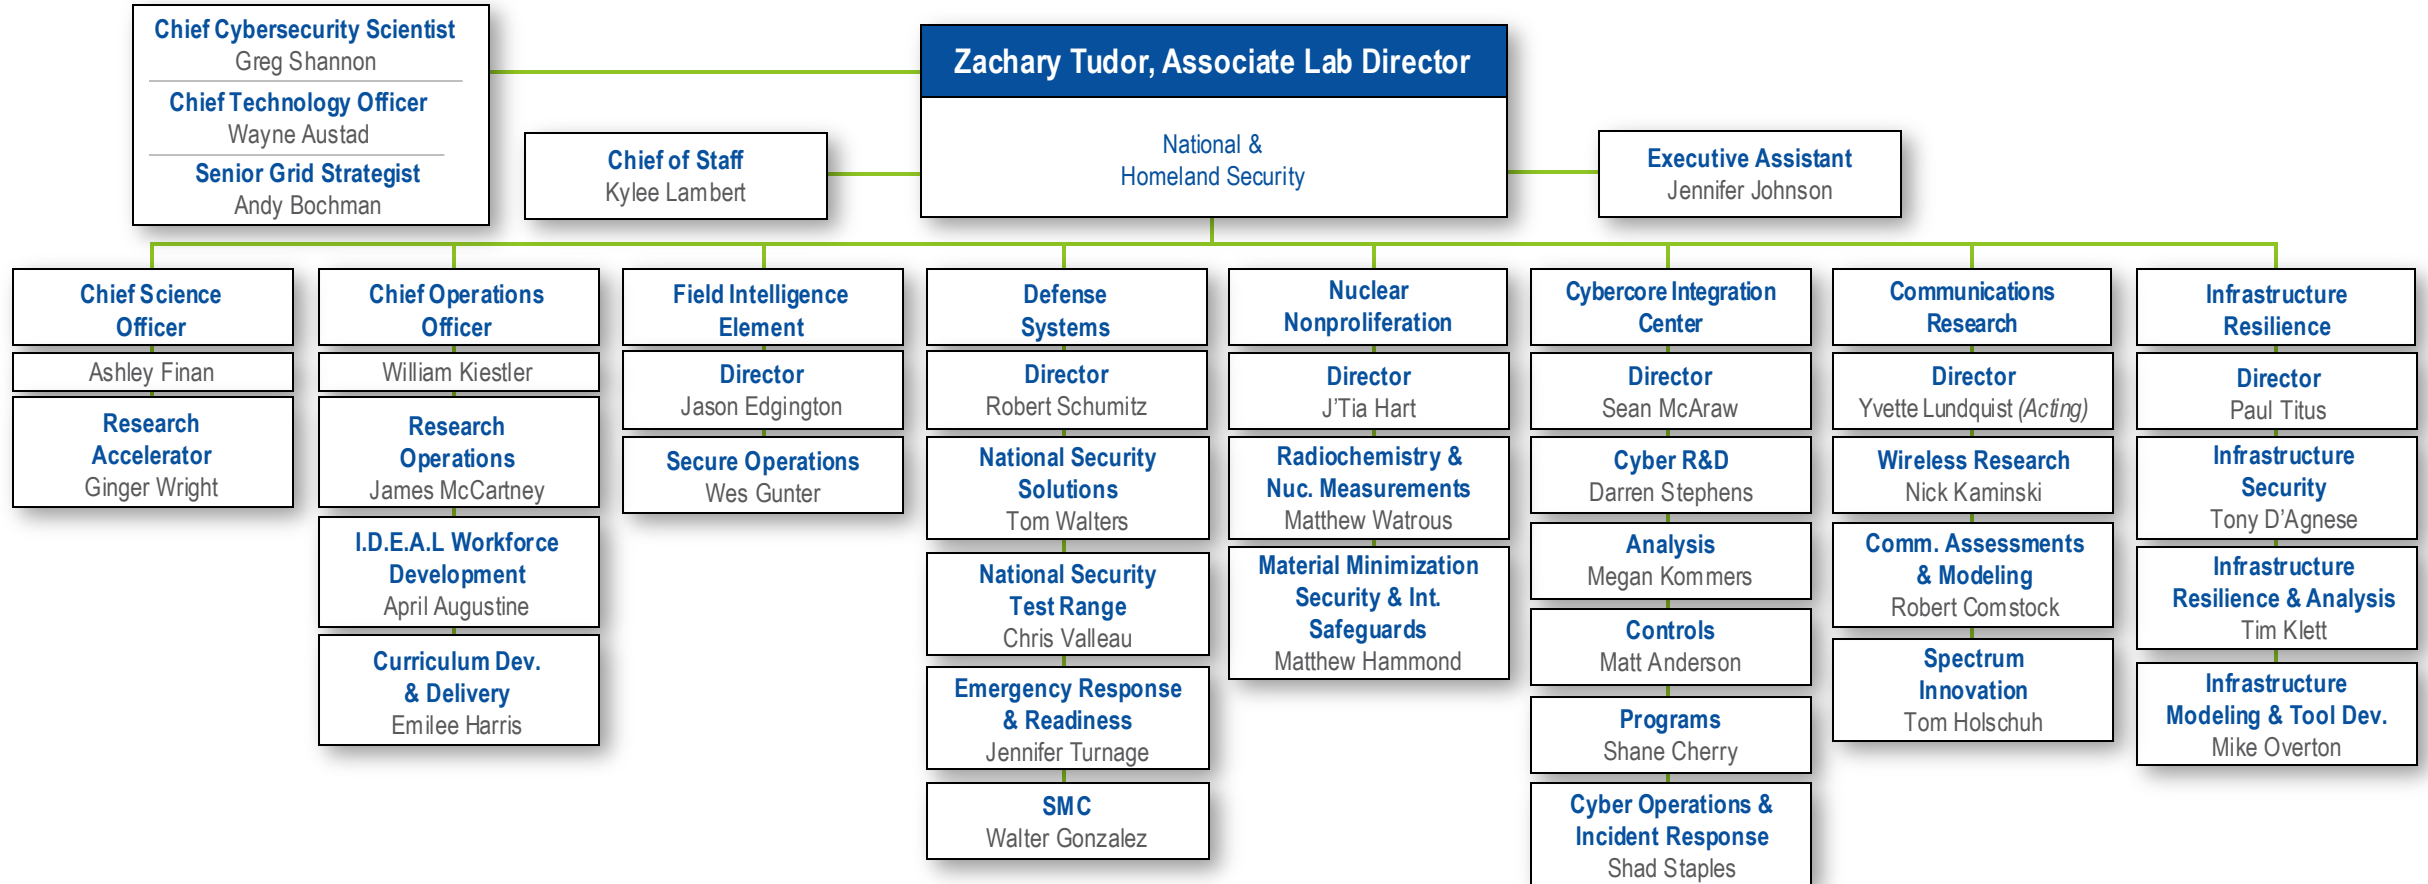 Chief Cybersecurity Scientist
Greg Shannon
Chief Technology Officer
Wayne Austad
Senior Grid Strategist
Andy Bochman
Chief of Staff
Kylee Lambert
Zachary Tudor, Associate Lab Director
National &
Homeland Security
Executive Assistant
Jennifer Johnson
Chief Science
Officer
Ashley Finan
Research
Accelerator
Ginger Wright
Chief Operations
Officer
William Kiestler
Research
Operations
James McCartney
I.D.E.A.L Workforce
Development
April Augustine
Curriculum Dev.
& Delivery
Emilee Harris
Field Intelligence
Element
Director
Jason Edgington
Secure Operations
Wes Gunter
Defense
Systems
Director
Robert Schumitz
National Security
Solutions
Tom Walters
National Security
Test Range
Chris Valleau
Emergency Response
& Readiness
Jennifer Turnage
SMC
Walter Gonzalez
Nuclear
Nonproliferation
Director
J'Tia Hart
Radiochemistry &
Nuc. Measurements
Matthew Watrous
Material Minimization
Security & Int.
Safeguards
Matthew Hammond
Cybercore Integration
Center
Director
Sean McAraw
Cyber R&D
Darren Stephens
Analysis
Megan Kommers
Controls
Matt Anderson
Programs
Shane Cherry
Cyber Operations &
Incident Response
Shad Staples
Communications
Research
Director
Yvette Lundquist (Acting)
Wireless Research
Nick Kaminski
Comm. Assessments
& Modeling
Robert Comstock
Spectrum
Innovation
Tom Holschuh
Infrastructure
Resilience
Director
Paul Titus
Infrastructure
Security
Tony D'Agnese
Infrastructure
Resilience & Analysis
Tim Klett
Infrastructure
Modeling & Tool Dev.
Mike Overton